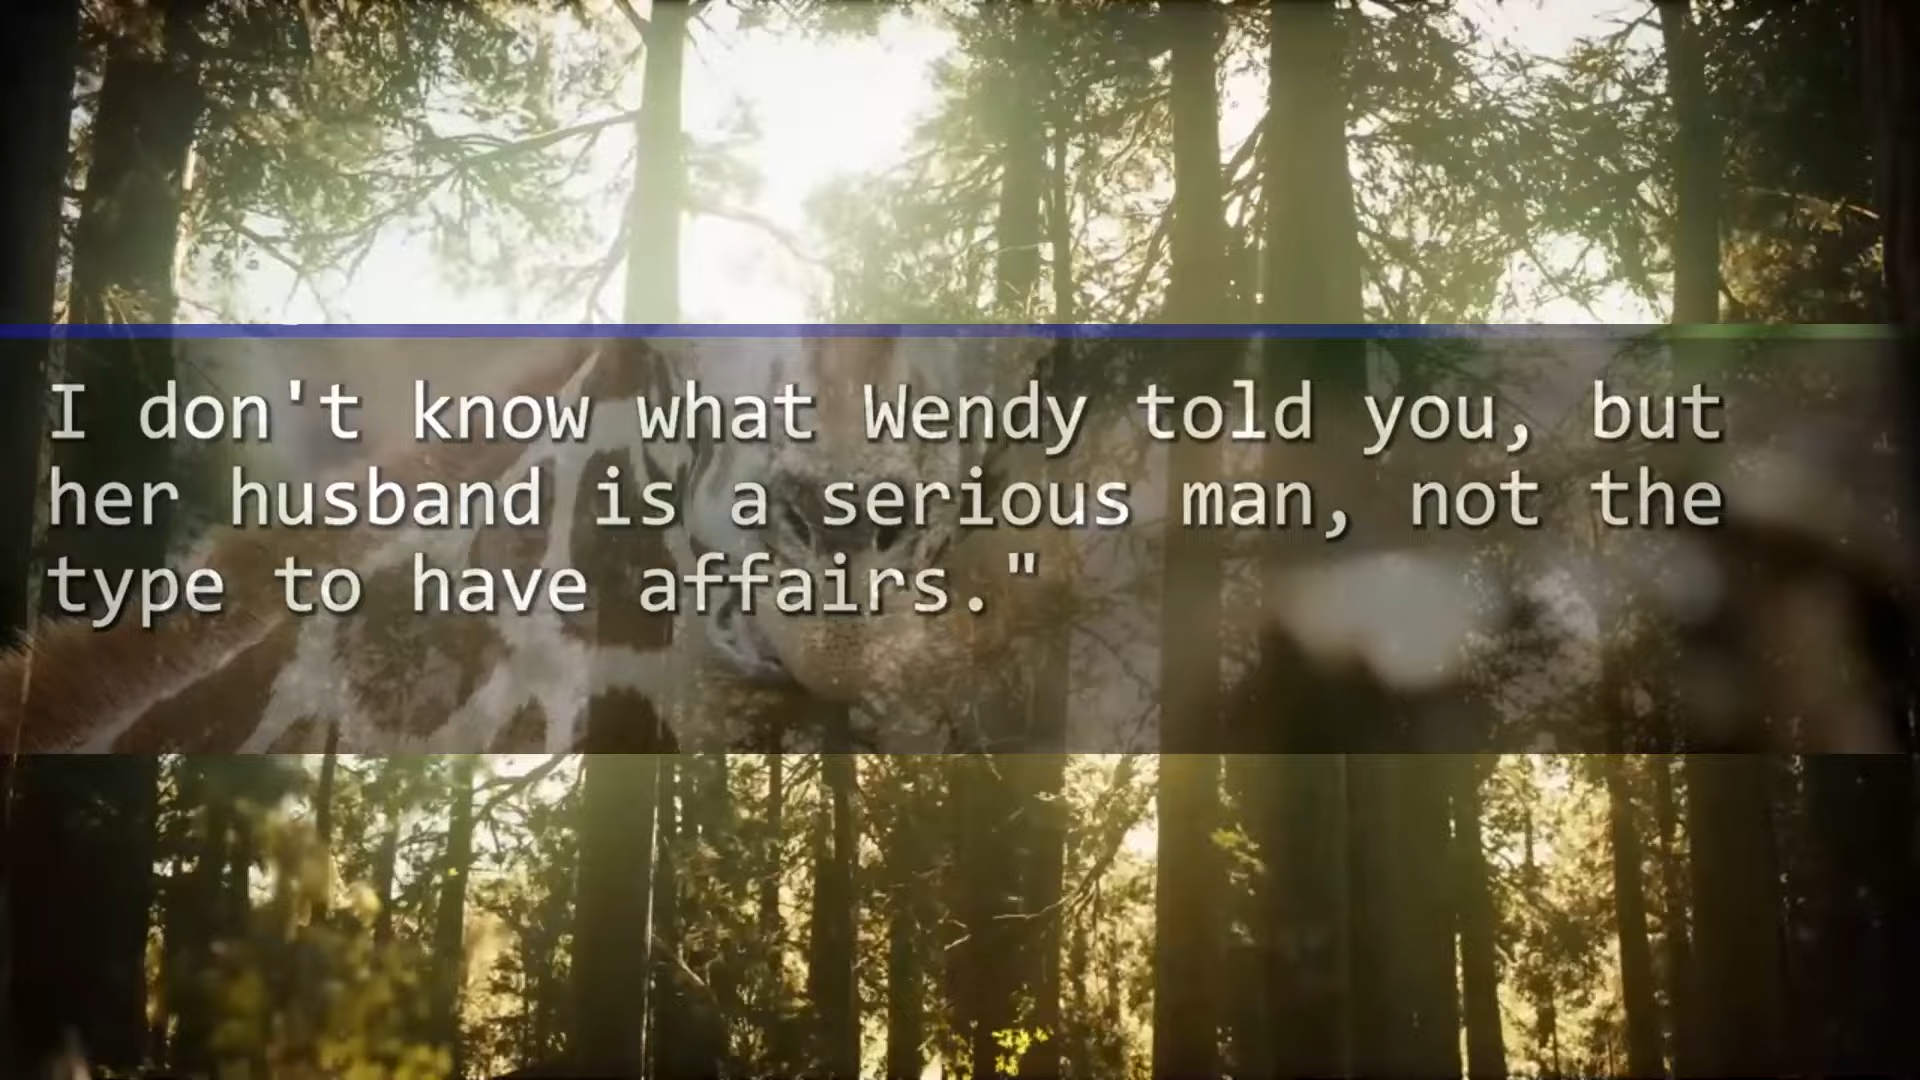 I don't know what Wendy told you, but
her husband is a serious man, not the
type to have affairs."